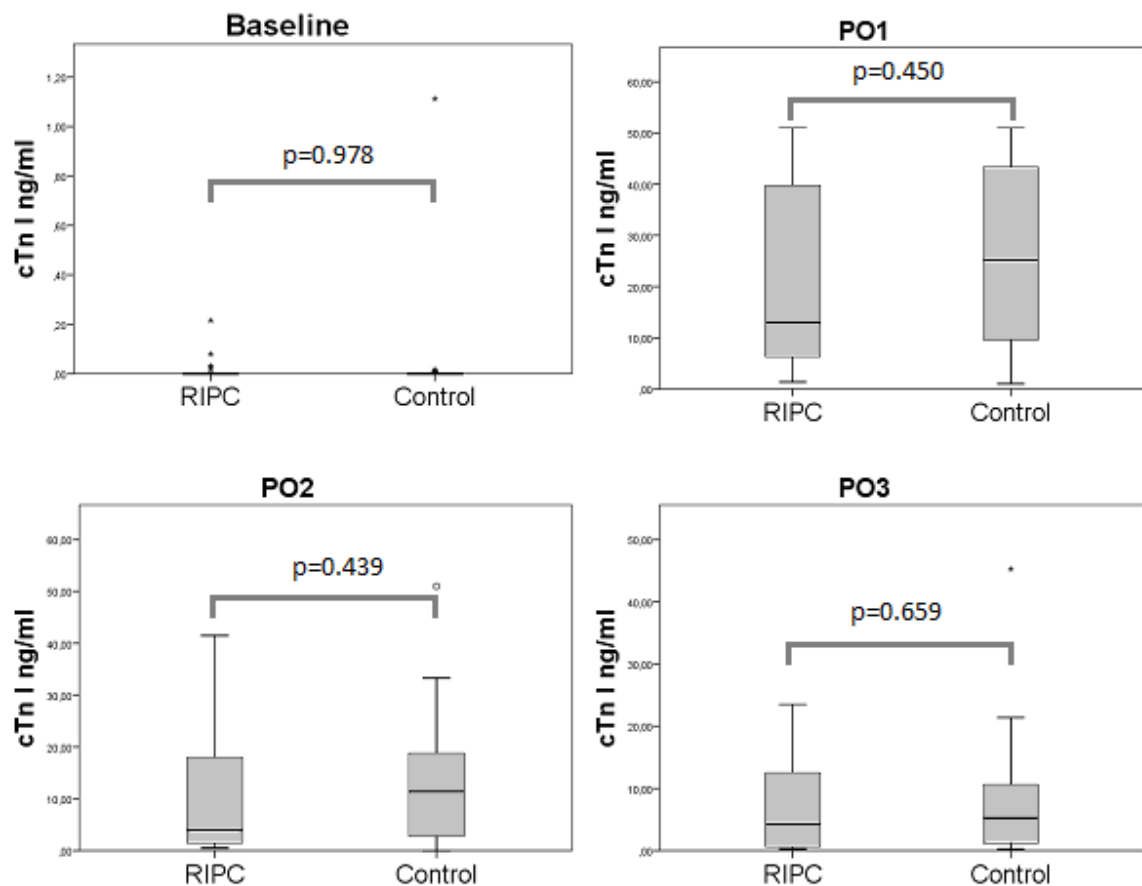 Baseline
cTn I ng/ml
1,20
1,00
,80
,60
,40
,20
,00
p=0.978
RIPC Control
PO1
cTn I ng/ml
60,00
50,00
40,00
30,00
20,00
10,00
,00
p=0.450
RIPC Control
PO2
cTn I ng/ml
60,00
50,00
40,00
30,00
20,00
10,00
,00
p=0.439
RIPC Control
PO3
cTn I ng/ml
50,00
40,00
30,00
20,00
10,00
,00
p=0.659
RIPC Control